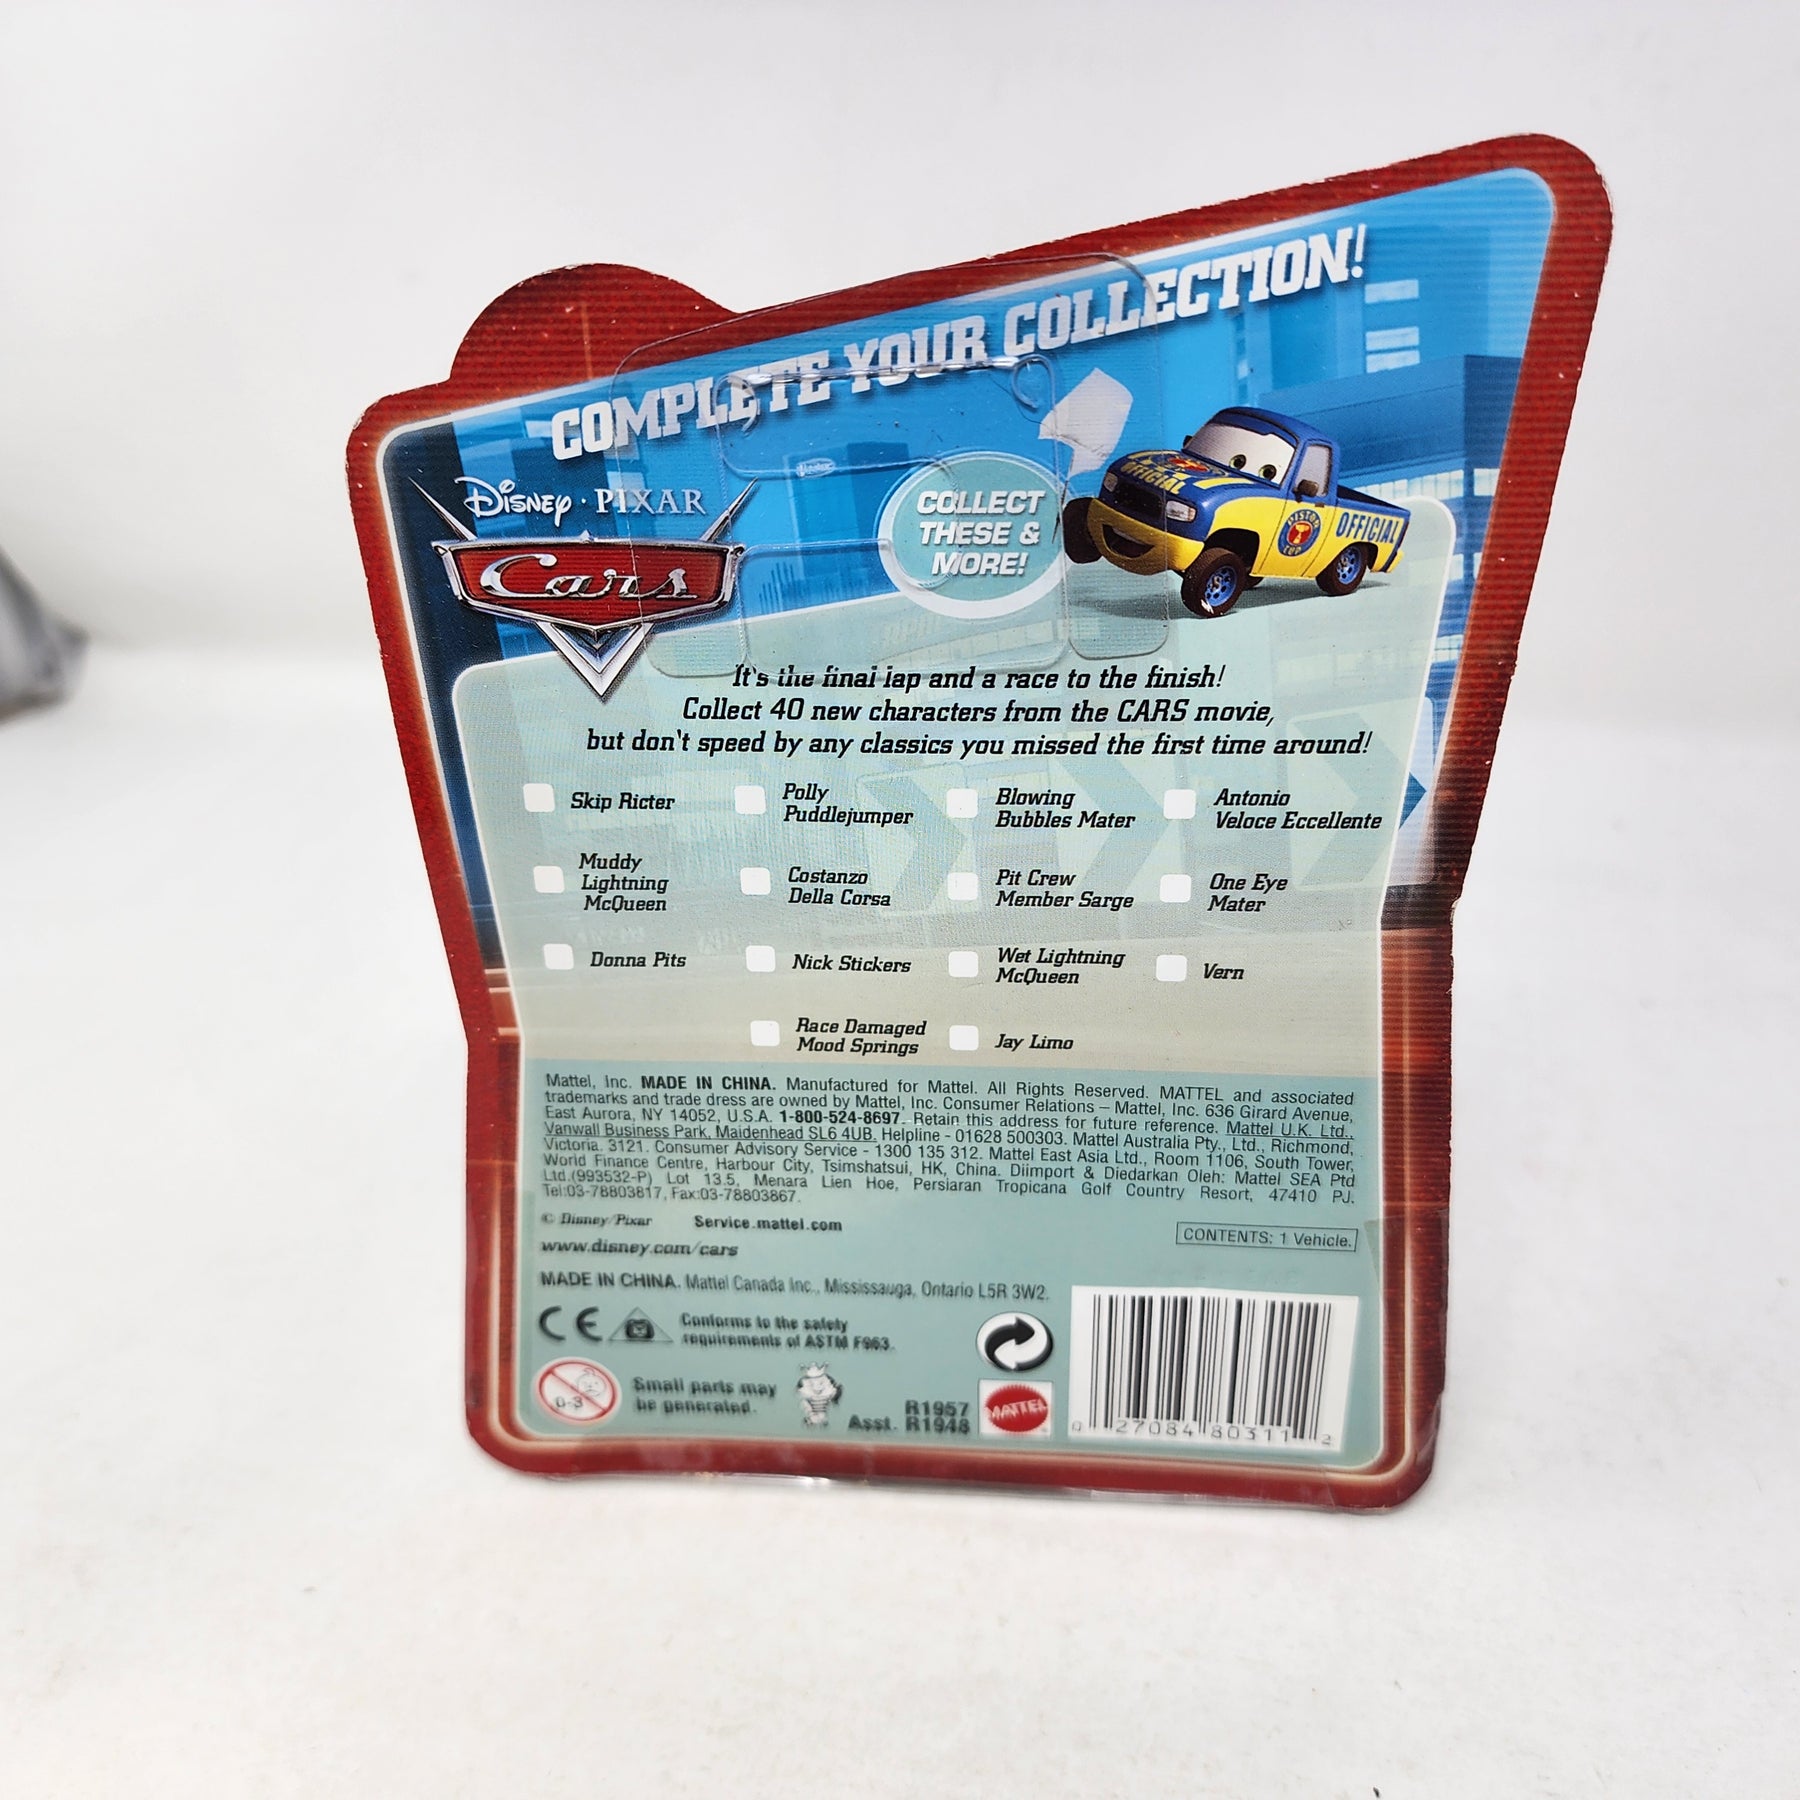 COMPLETE YOUR COLLECTION!
DISNEY · PIXAR
Cars
COLLECT
THESE &
MORE!
OFFICIAL
PISTON
CUP
OFFICIAL
It's the final lap and a race to the finish!
Collect 40 new characters from the CARS movie,
but don't speed by any classics you missed the first time around!
Skip Ricter
Polly
Puddlejumper
Blowing
Bubbles Mater
Antonio
Veloce Eccellente
Muddy
Lightning
McQueen
Costanzo
Della Corsa
Pit Crew
Member Sarge
One Eye
Mater
Donna Pits
Nick Stickers
Wet Lightning
McQueen
Vern
Race Damaged
Mood Springs
Jay Limo
Mattel, Inc. MADE IN CHINA. Manufactured for Mattel. All Rights Reserved. MATTEL and associated
trademarks and trade dress are owned by Mattel, Inc. Consumer Relations – Mattel, Inc. 636 Girard Avenue,
East Aurora, NY 14052, U.S.A. 1-800-524-8697. Retain this address for future reference. Mattel U.K. Ltd.,
Vanwall Business Park, Maidenhead SL6 4UB. Helpline - 01628 500303. Mattel Australia Pty., Ltd., Richmond,
Victoria. 3121. Consumer Advisory Service - 1300 135 312. Mattel East Asia Ltd., Room 1106, South Tower,
World Finance Centre, Harbour City, Tsimshatsui, HK, China. Diimport & Diedarkan Oleh: Mattel SEA Ptd
Ltd.(993532-P) Lot 13.5, Menara Lien Hoe, Persiaran Tropicana Golf Country Resort, 47410 PJ.
Tel:03-78803817, Fax:03-78803867.
© Disney/Pixar Service.mattel.com
CONTENTS: 1 Vehicle.
www.disney.com/cars
MADE IN CHINA. Mattel Canada Inc., Mississauga, Ontario L5R 3W2.
CE
Conforms to the safety
requirements of ASTM F963.
0-3
Small parts may
be generated.
R1957
Asst. R1948
MATTEL
0 27084 80311 2